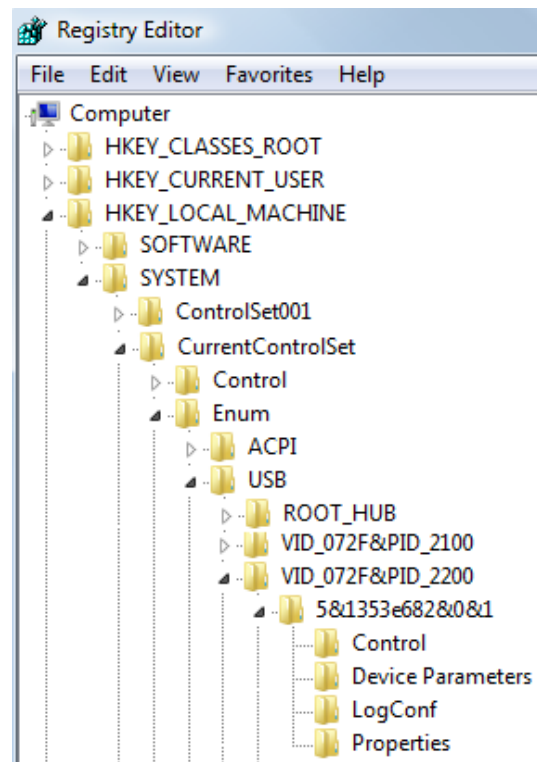 Registry Editor
File Edit View Favorites Help
Computer
HKEY_CLASSES_ROOT
HKEY_CURRENT_USER
HKEY_LOCAL_MACHINE
SOFTWARE
SYSTEM
ControlSet001
CurrentControlSet
Control
Enum
ACPI
USB
ROOT_HUB
VID_072F&PID_2100
VID_072F&PID_2200
5&1353e682&0&1
Control
Device Parameters
LogConf
Properties